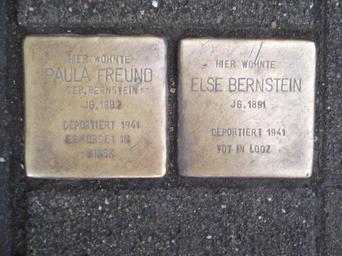 HIER WOHNTE
PAULA FREUND
GEB. BERNSTEIN
JG. 1882
DEPORTIERT 1941
ERMORDET IN
MINSK
HIER WOHNTE
ELSE BERNSTEIN
JG. 1891
DEPORTIERT 1941
TOT IN LODZ